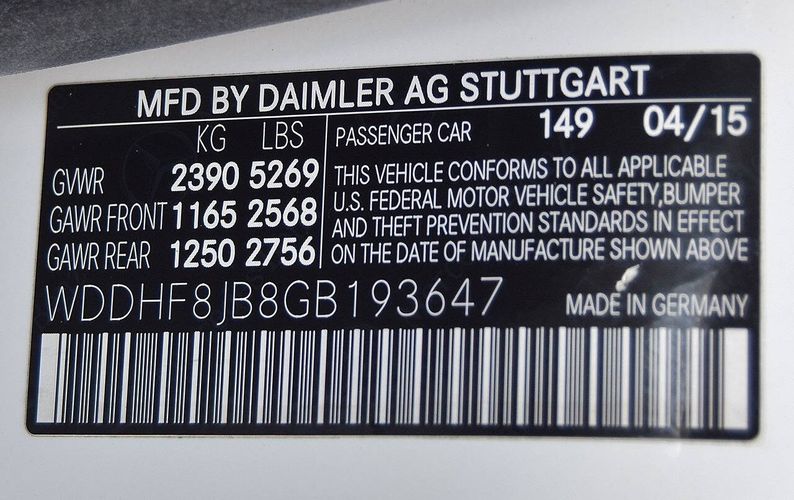 MFD BY DAIMLER AG STUTTGART
KG LBS
GVWR 2390 5269
GAWR FRONT 1165 2568
GAWR REAR 1250 2756
PASSENGER CAR 149 04/15
THIS VEHICLE CONFORMS TO ALL APPLICABLE
U.S. FEDERAL MOTOR VEHICLE SAFETY,BUMPER
AND THEFT PREVENTION STANDARDS IN EFFECT
ON THE DATE OF MANUFACTURE SHOWN ABOVE
WDDHF8JB8GB193647 MADE IN GERMANY